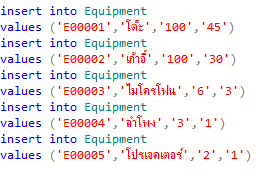 insert into Equipment
values ('E00001','โต๊ะ','100','45')
insert into Equipment
values ('E00002','เก้าอี้','100','30')
insert into Equipment
values ('E00003','ไมโครโฟน','6','3')
insert into Equipment
values ('E00004','ลำโพง','3','1')
insert into Equipment
values ('E00005','โปรเจคเตอร์','2','1')